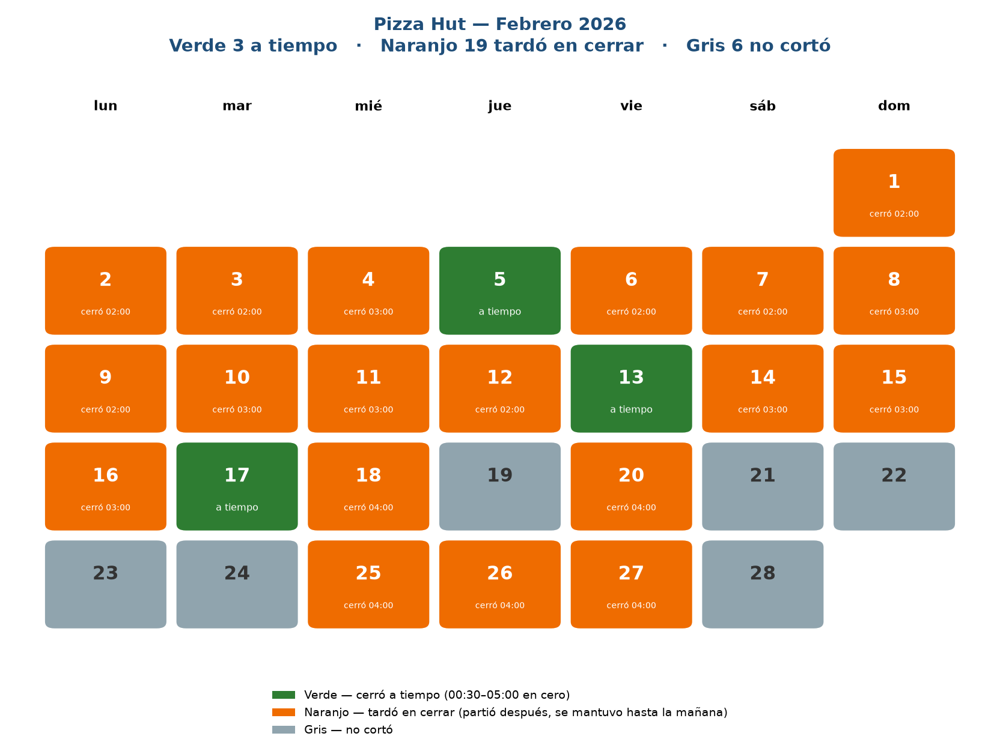 Pizza Hut — Febrero 2026
Verde 3 a tiempo · Naranjo 19 tardó en cerrar · Gris 6 no cortó
lun mar mié jue vie sáb dom
1
cerró 02:00
2 3 4 5 6 7 8
cerró 02:00 cerró 02:00 cerró 03:00 a tiempo cerró 02:00 cerró 02:00 cerró 03:00
9 10 11 12 13 14 15
cerró 02:00 cerró 03:00 cerró 03:00 cerró 02:00 a tiempo cerró 03:00 cerró 03:00
16 17 18 19 20 21 22
cerró 03:00 a tiempo cerró 04:00 cerró 04:00
23 24 25 26 27 28
cerró 04:00 cerró 04:00 cerró 04:00
Verde — cerró a tiempo (00:30–05:00 en cero)
Naranjo — tardó en cerrar (partió después, se mantuvo hasta la mañana)
Gris — no cortó